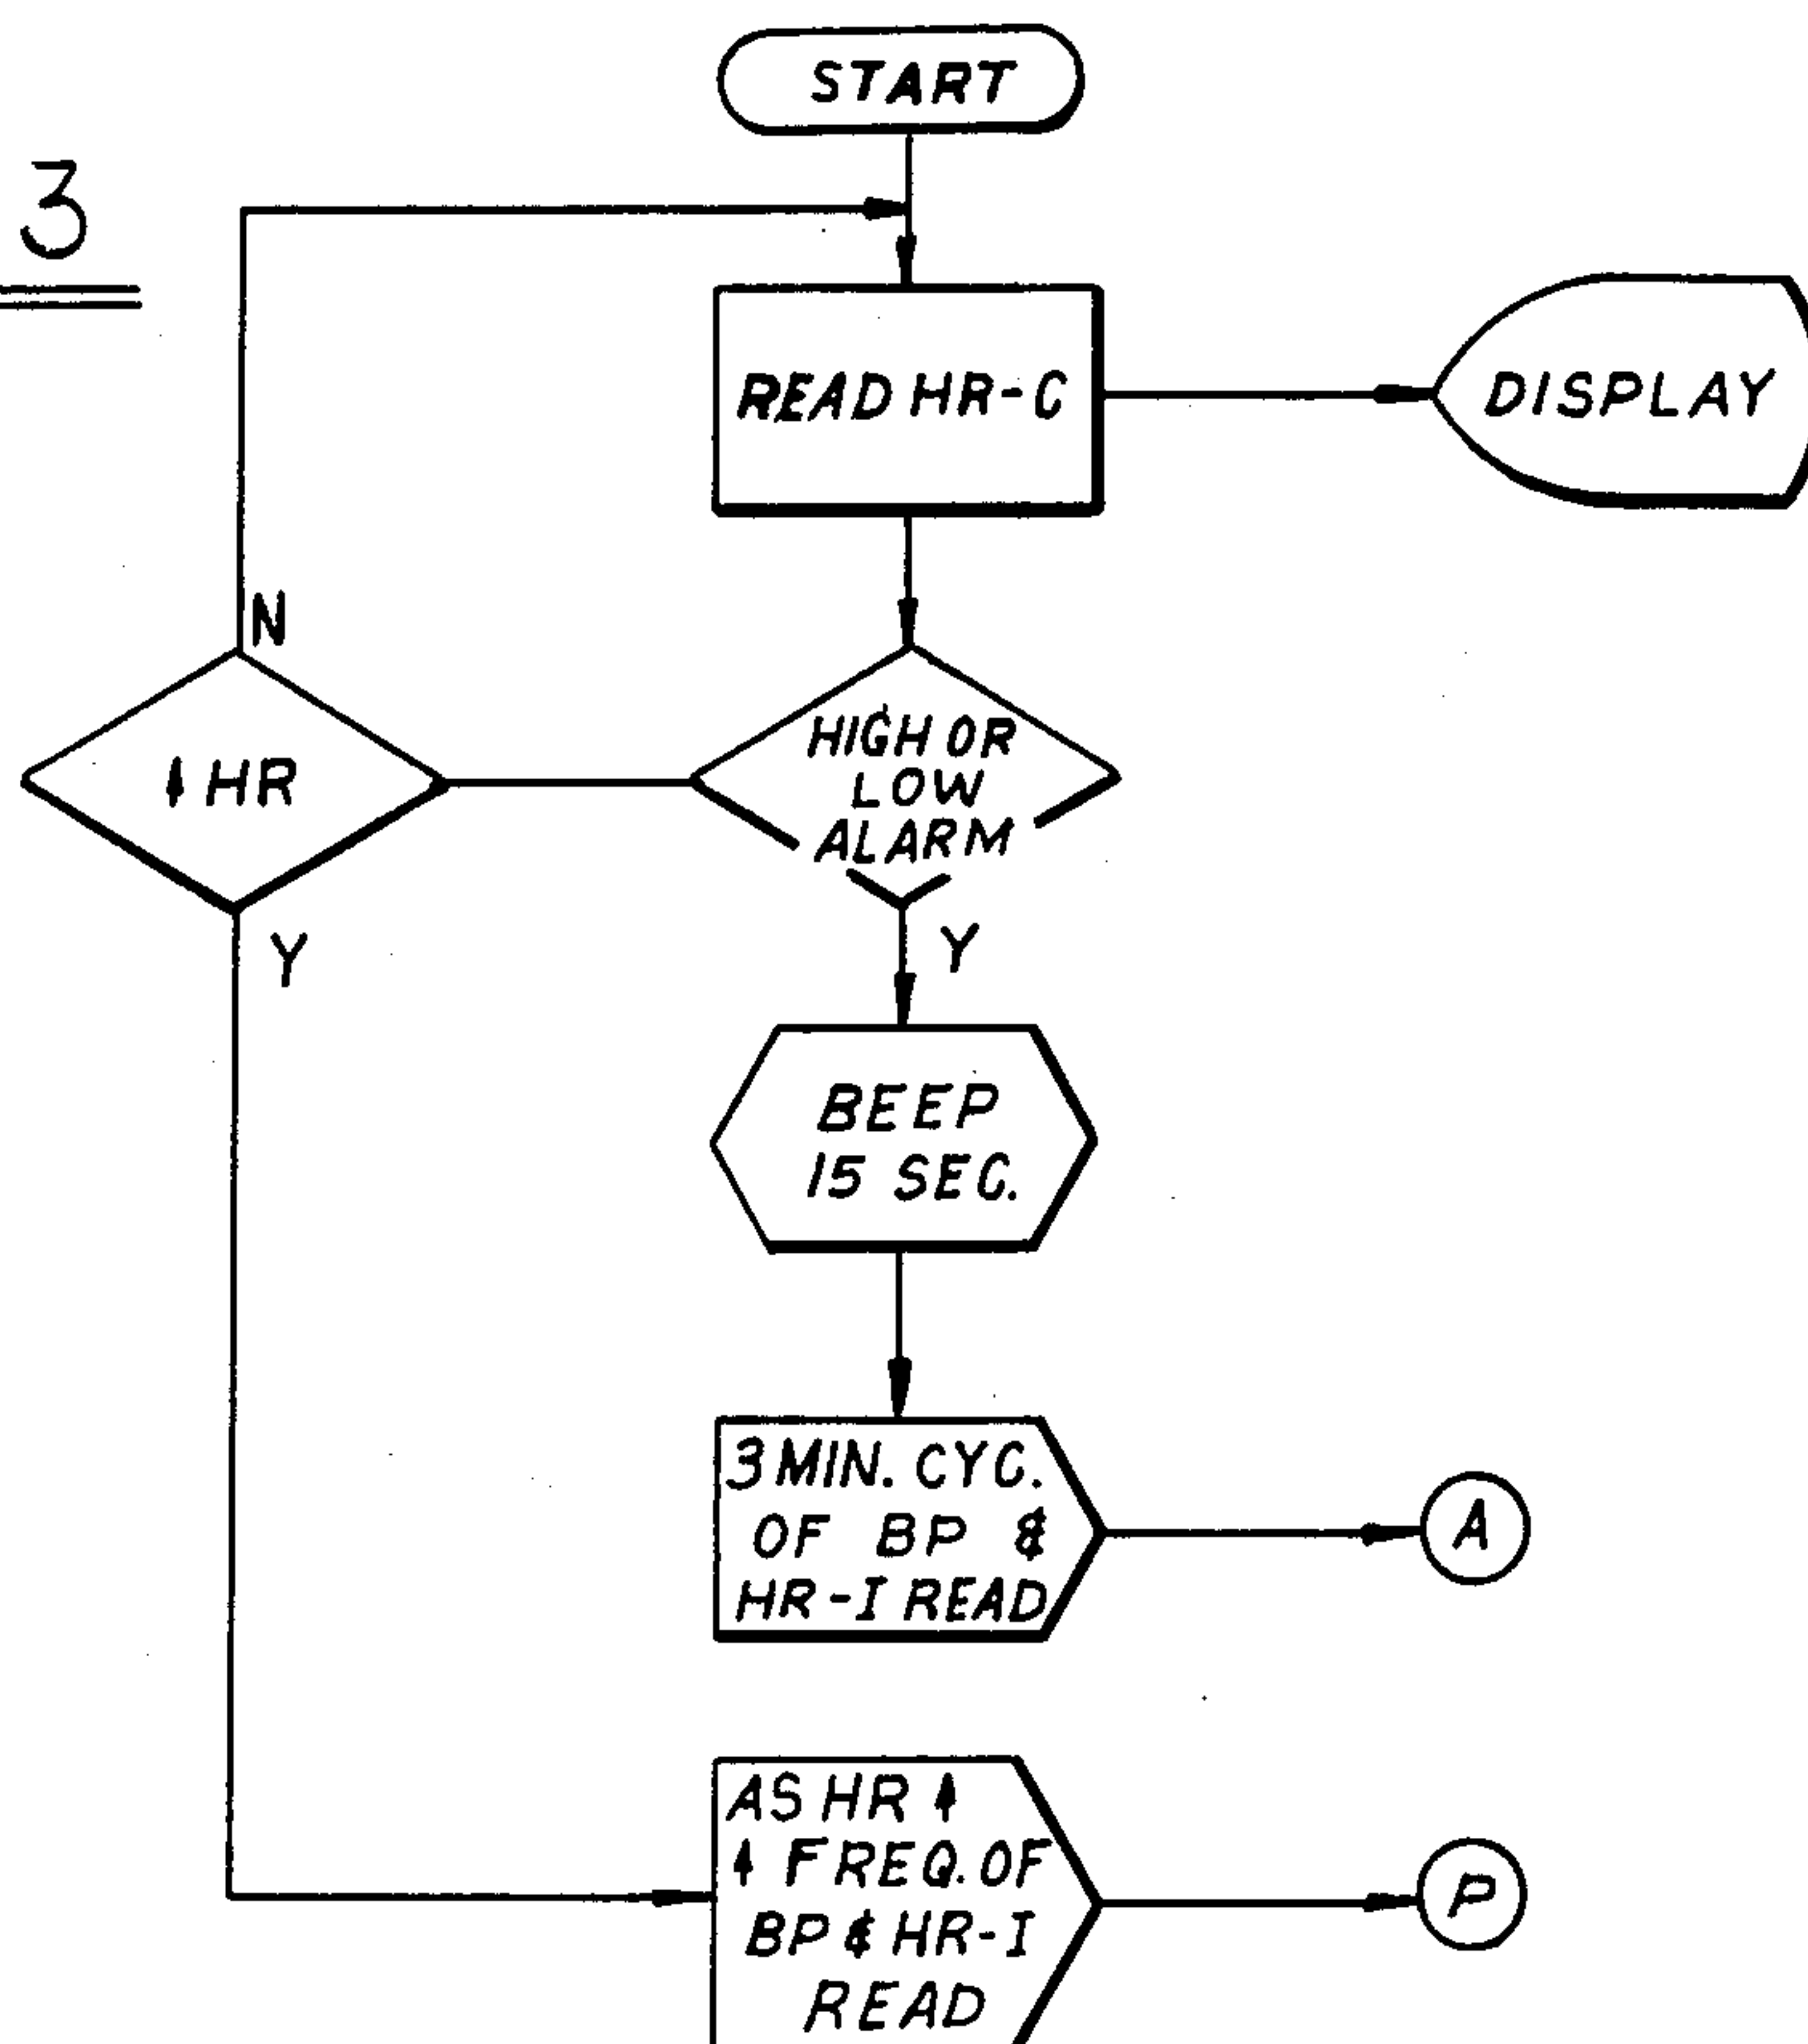 START
3
READ HR-C
DISPLAY
N
↑ HR
HIGH OR
LOW
ALARM
Y
Y
BEEP
15 SEC.
3 MIN. CYC.
OF BP &
HR-I READ
A
AS HR ↑
↑ FREQ. OF
BP & HR-I
READ
P